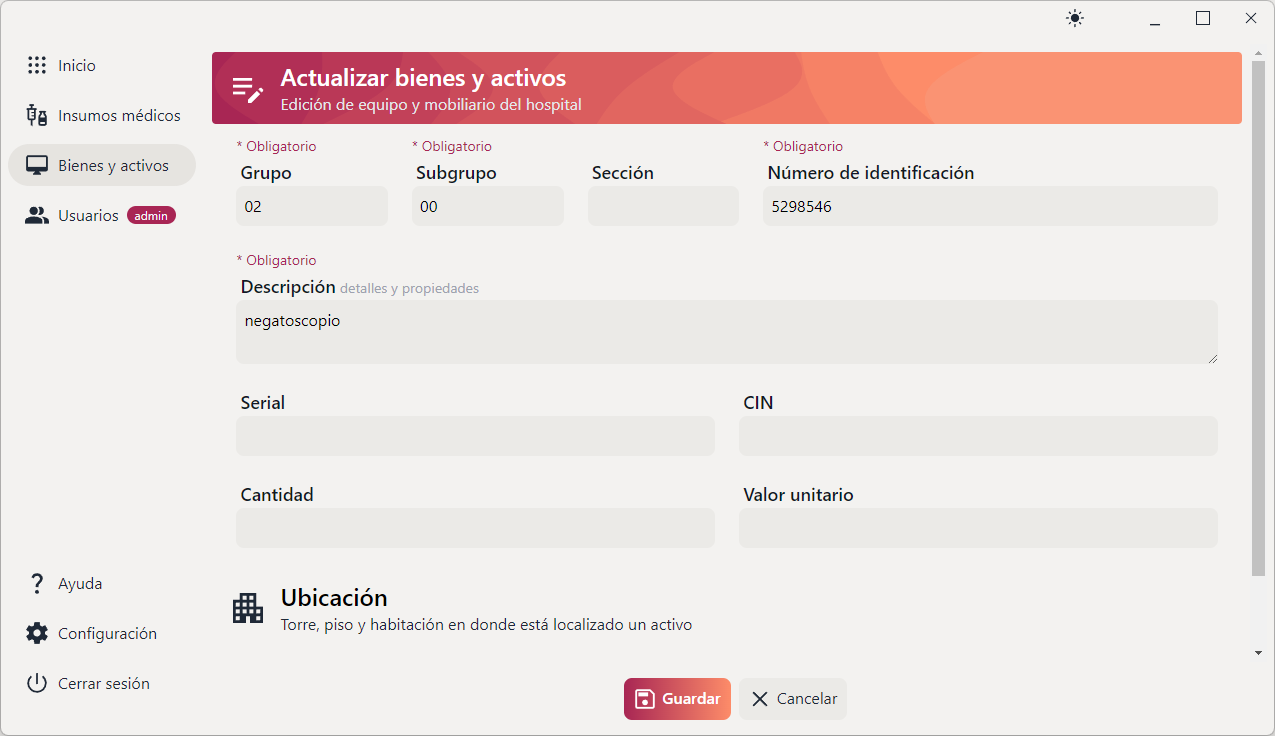 Inicio
Insumos médicos
Bienes y activos
Usuarios admin
Ayuda
Configuración
Cerrar sesión
Actualizar bienes y activos
Edición de equipo y mobiliario del hospital
* Obligatorio
Grupo
02
* Obligatorio
Subgrupo
00
Sección
* Obligatorio
Número de identificación
5298546
* Obligatorio
Descripción detalles y propiedades
negatoscopio
Serial
CIN
Cantidad
Valor unitario
Ubicación
Torre, piso y habitación en donde está localizado un activo
Guardar
Cancelar